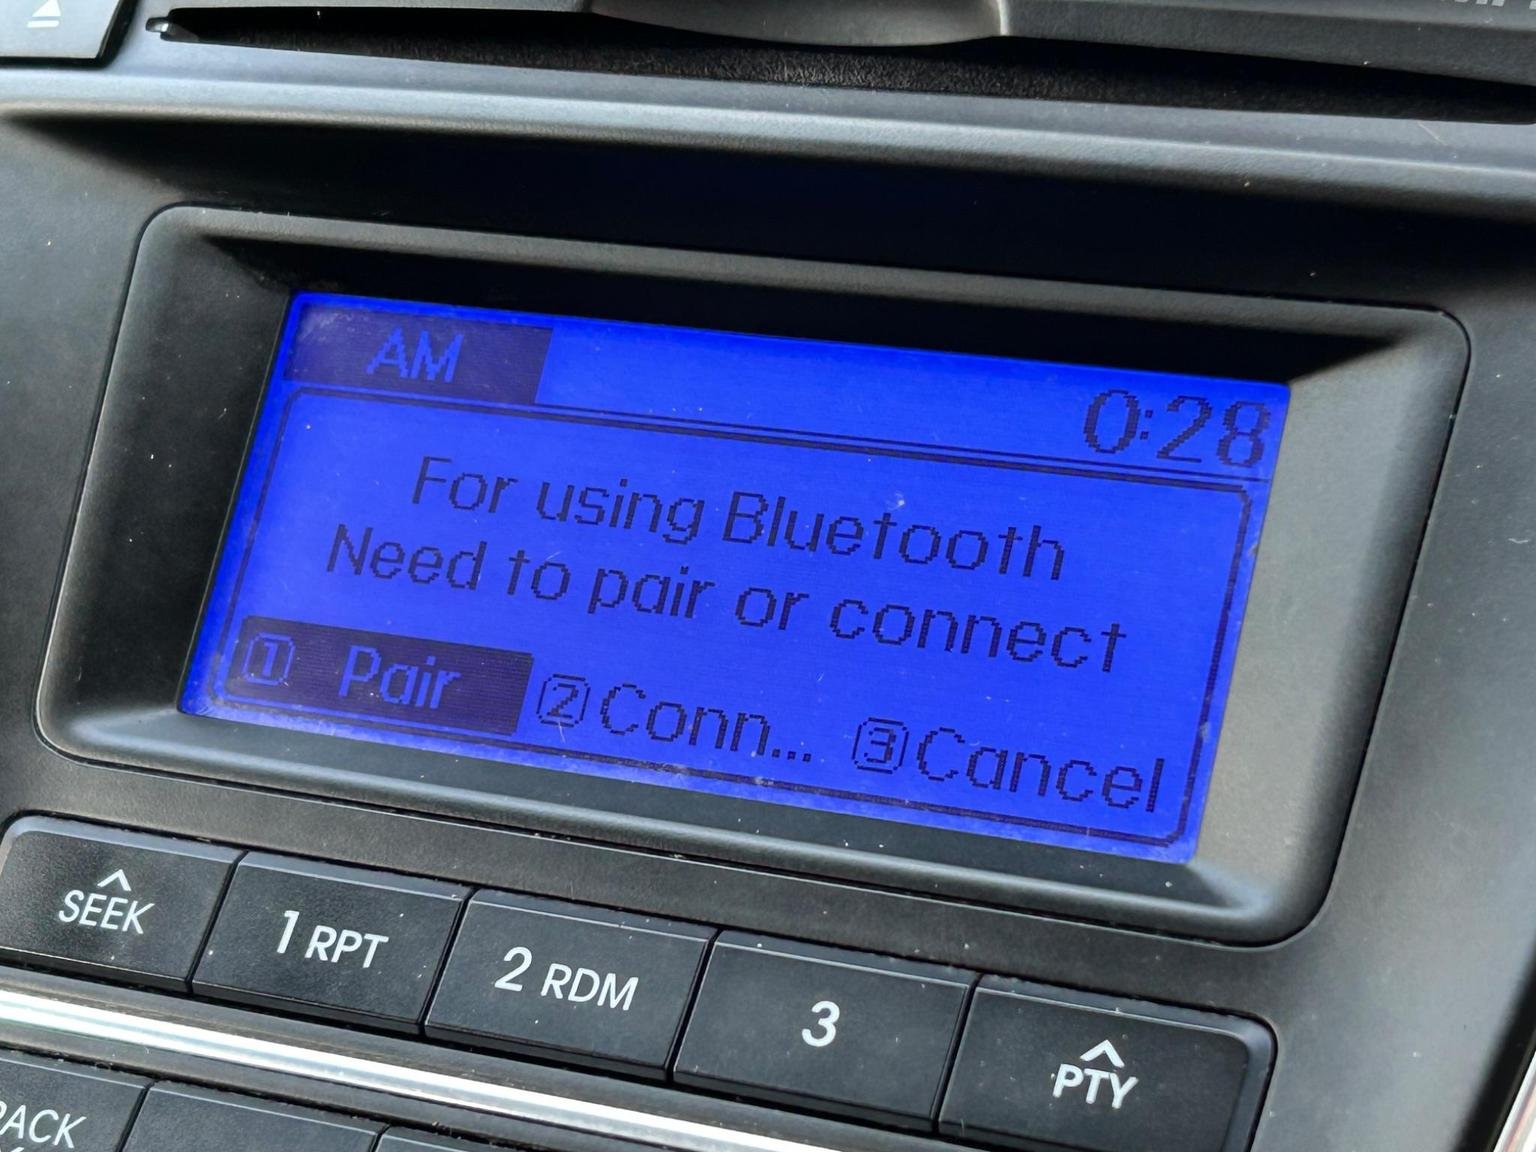 AM
0:28
For using Bluetooth
Need to pair or connect
1 Pair 2 Conn... 3 Cancel
SEEK
1 RPT
2 RDM
3
PTY